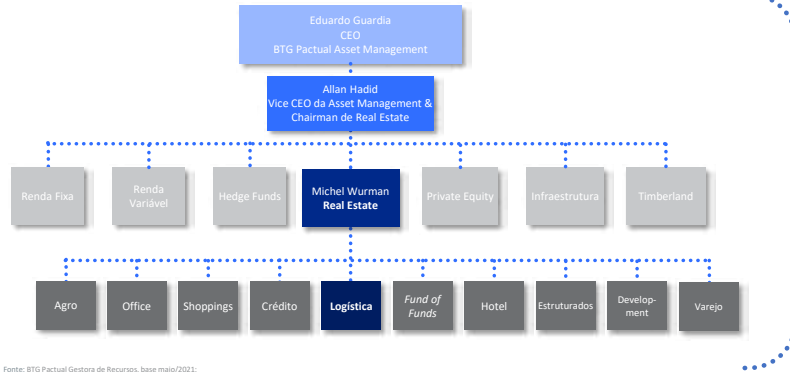 Eduardo Guardia
CEO
BTG Pactual Asset Management
Allan Hadid
Vice CEO da Asset Management &
Chairman de Real Estate
Renda Fixa
Renda
Variável
Hedge Funds
Michel Wurman
Real Estate
Private Equity
Infraestrutura
Timberland
Agro
Office
Shoppings
Crédito
Logística
Fund of
Funds
Hotel
Estruturados
Develop-
ment
Varejo
Fonte: BTG Pactual Gestora de Recursos. base maio/2021: